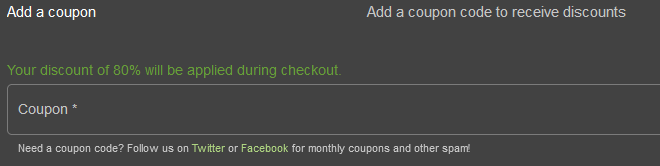 Add a coupon
Add a coupon code to receive discounts
Your discount of 80% will be applied during checkout.
Coupon *
Need a coupon code? Follow us on Twitter or Facebook for monthly coupons and other spam!